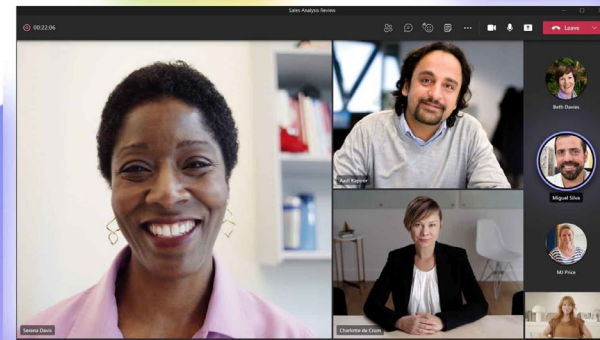 Sales Analysis Review
00:22:06
Leave
Aadi Kapoor
Beth Davies
Miguel Silva
MJ Price
Serena Davis
Charlotte de Crum